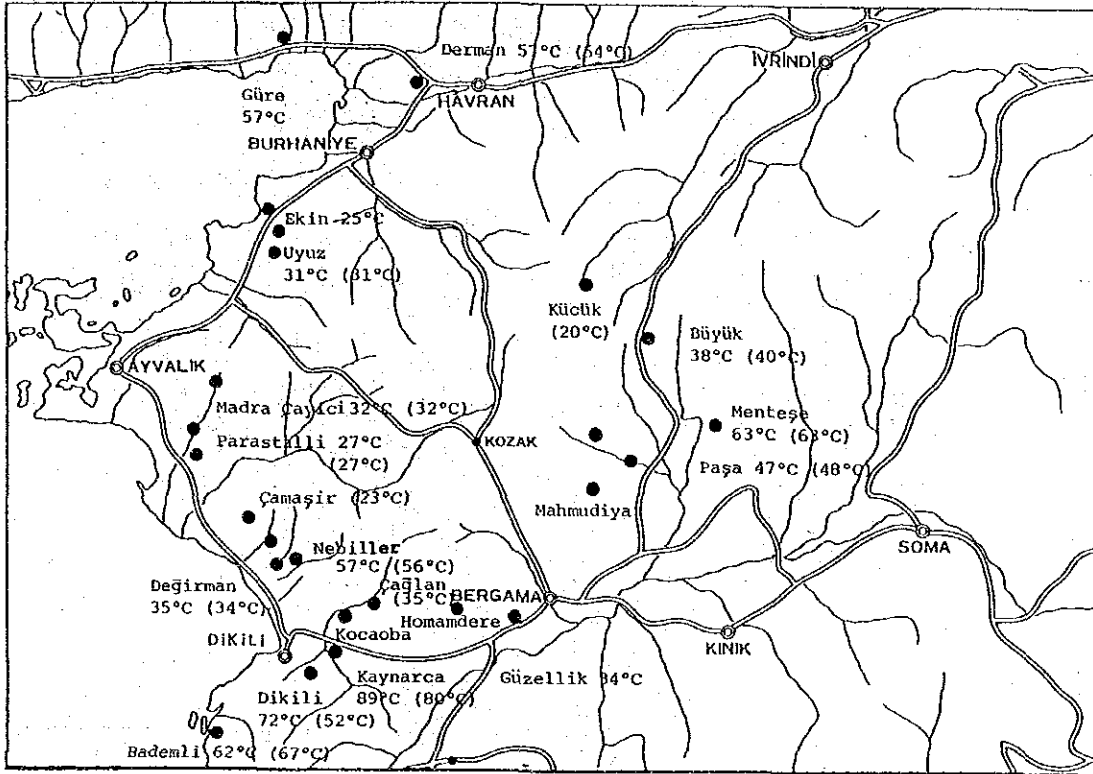 Derman 57°C (64°C)
İVRİNDİ
Güre
57°C
HAVRAN
BURHANİYE
Ekin 25°C
Uyuz
31°C (31°C)
Küçük
(20°C)
Büyük
38°C (40°C)
AYVALIK
Madra Çayici 32°C (32°C)
Menteşe
63°C (63°C)
Parastilli 27°C
(27°C)
KOZAK
Paşa 47°C (48°C)
Çamaşir (23°C)
Mahmudiya
SOMA
Nebiller
57°C (56°C)
Değirman
35°C (34°C)
Çağlan
(35°C)
BERGAMA
Homamdere
DİKİLİ
Kocaoba
KINIK
Kaynarca
89°C (80°C)
Güzellik 34°C
Dikili
72°C (52°C)
Bademli 62°C (67°C)